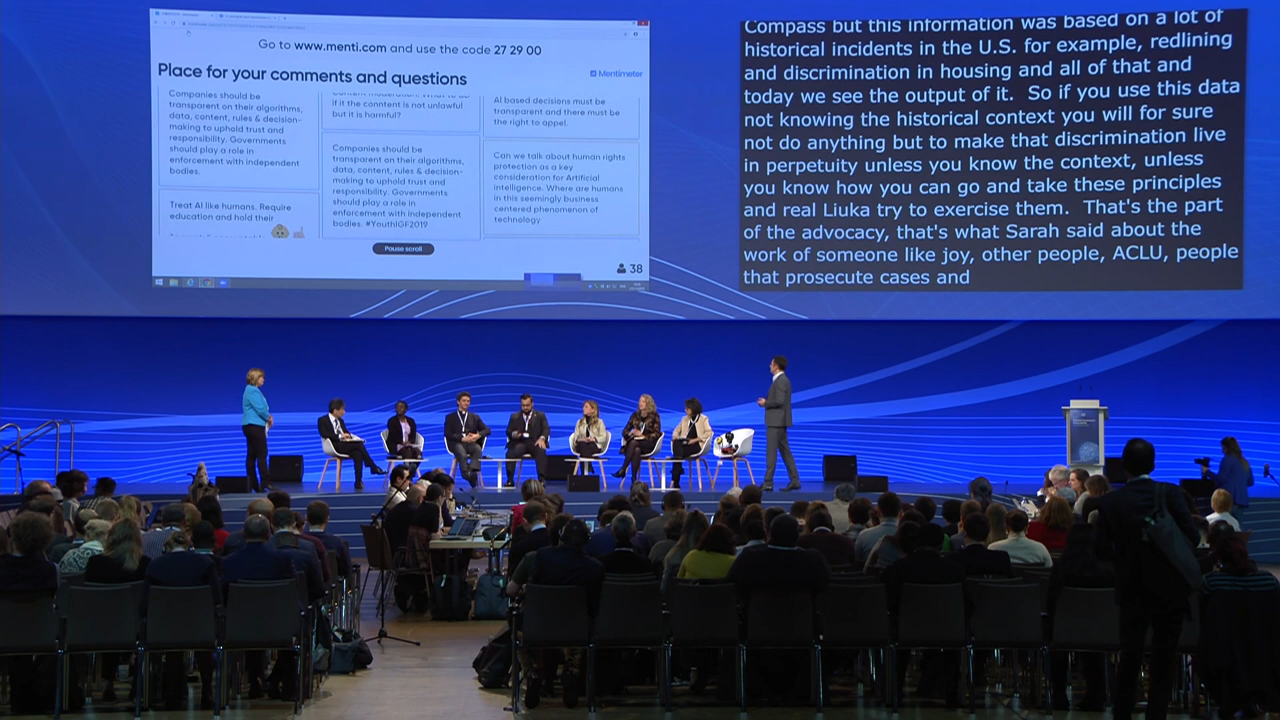 Go to www.menti.com and use the code 27 29 00
Place for your comments and questions
Mentimeter
Companies should be
transparent on their algorithms,
data, content, rules & decision-
making to uphold trust and
responsibility. Governments
should play a role in
enforcement with independent
bodies.
Treat AI like humans. Require
education and hold their
if it the conntent is not unlawful
but it is harmful?
Companies should be
transparent on their algorithms,
data, content, rules & decision-
making to uphold trust and
responsibility. Governments
should play a role in
enforcement with independent
bodies. #YouthIGF2019
AI based decisions must be
transparent and there must be
the right to appel.
Can we talk about human rights
protection as a key
consideration for Artificial
intelligence. Where are humans
in this seemingly business
centered phenomenon of
technology
Pause scroll
38
Compass but this information was based on a lot of
historical incidents in the U.S. for example, redlining
and discrimination in housing and all of that and
today we see the output of it.  So if you use this data
not knowing the historical context you will for sure
not do anything but to make that discrimination live
in perpetuity unless you know the context, unless
you know how you can go and take these principles
and real Liuka try to exercise them.  That's the part
of the advocacy, that's what Sarah said about the
work of someone like joy, other people, ACLU, people
that prosecute cases and